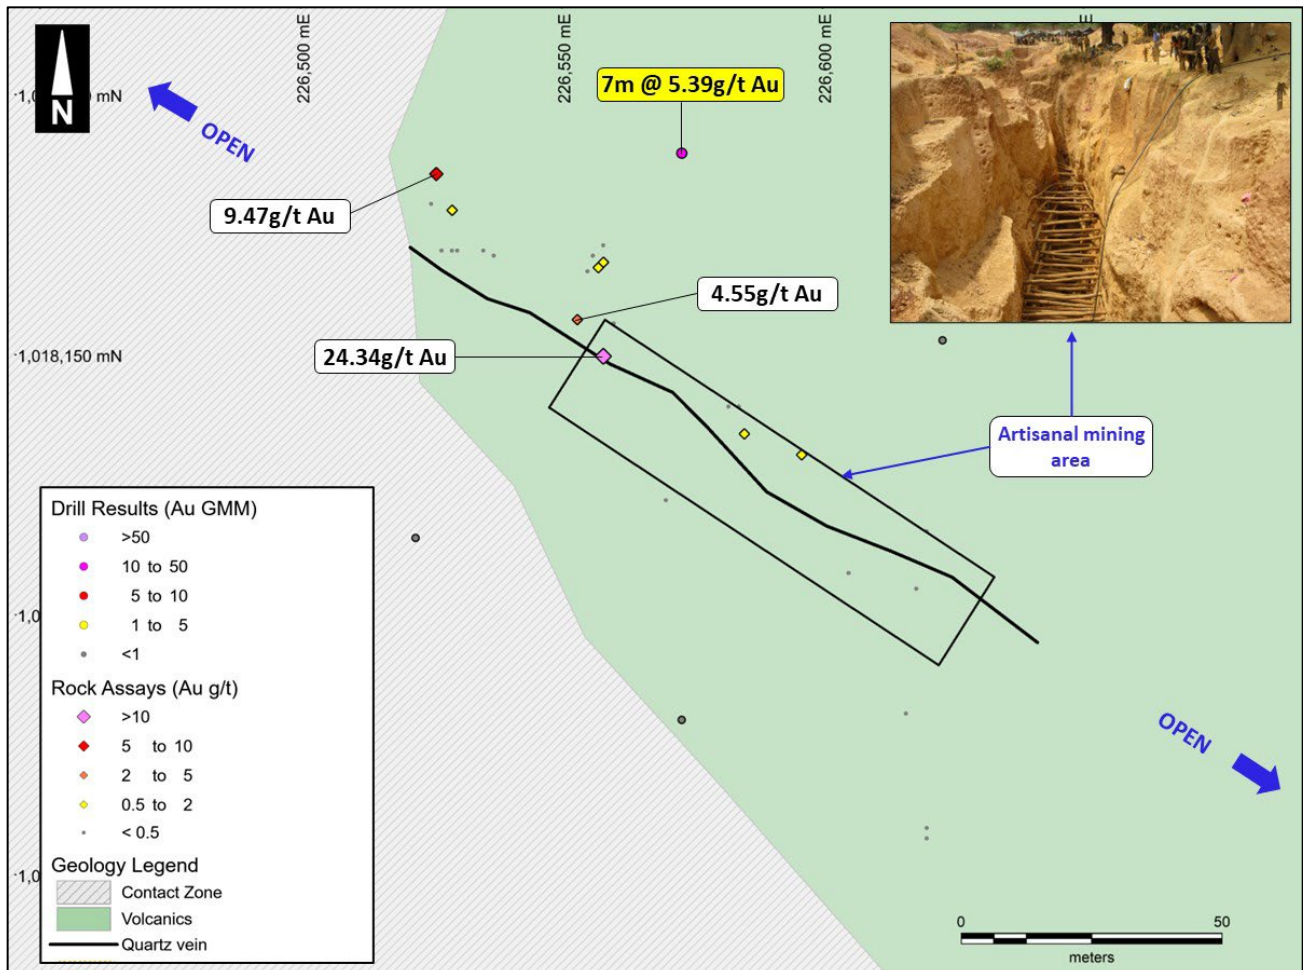 N
226,500 mE
226,550 mE
226,600 mE
OPEN
7m @ 5.39g/t Au
9.47g/t Au
4.55g/t Au
24.34g/t Au
1,018,150 mN
Artisanal mining
area
Drill Results (Au GMM)
>50
10 to 50
5 to 10
1 to 5
<1
Rock Assays (Au g/t)
>10
5 to 10
2 to 5
0.5 to 2
< 0.5
Geology Legend
Contact Zone
Volcanics
Quartz vein
OPEN
0 50
meters